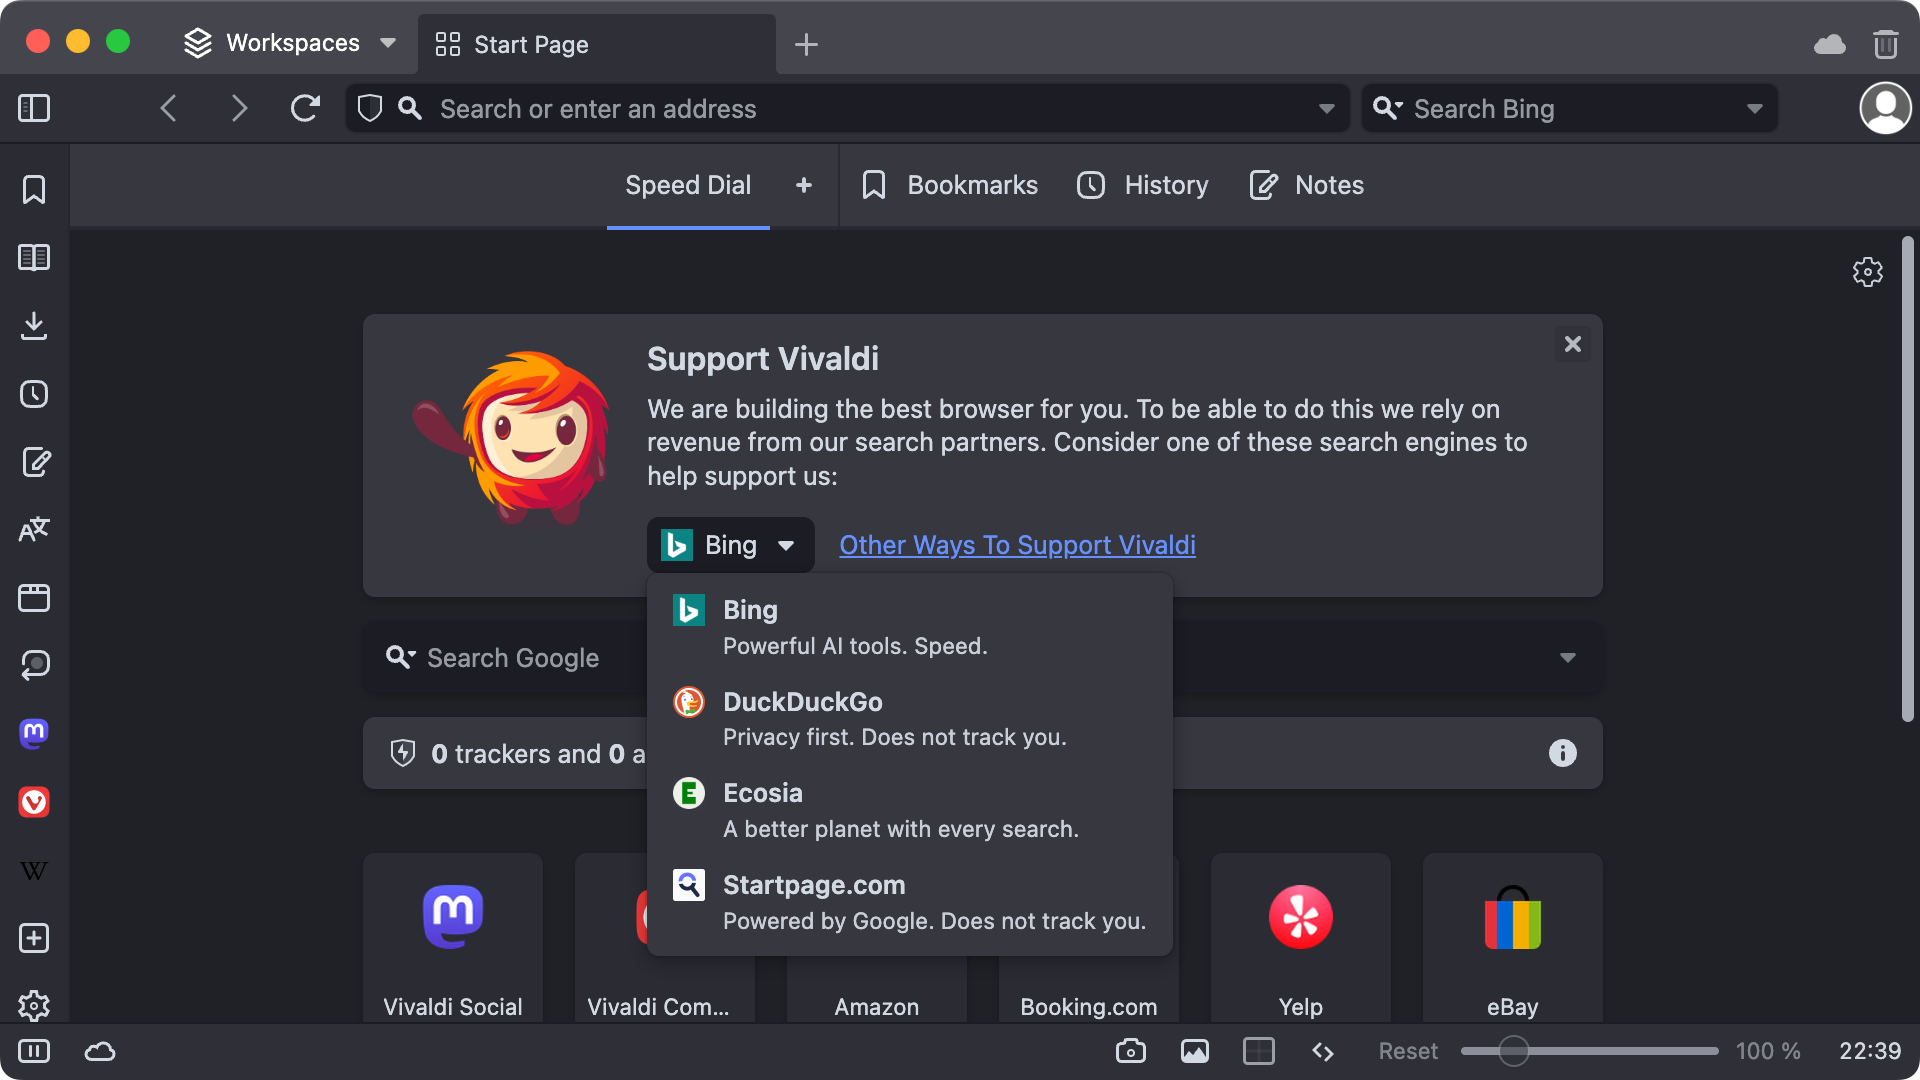 Workspaces
Start Page
Search or enter an address
Search Bing
Speed Dial
Bookmarks
History
Notes
Support Vivaldi
We are building the best browser for you. To be able to do this we rely on
revenue from our search partners. Consider one of these search engines to
help support us:
Bing
Other Ways To Support Vivaldi
Bing
Powerful AI tools. Speed.
DuckDuckGo
Privacy first. Does not track you.
Ecosia
A better planet with every search.
Startpage.com
Powered by Google. Does not track you.
Search Google
0 trackers and 0 a
W
Vivaldi Social
Vivaldi Com...
Amazon
Booking.com
Yelp
eBay
Reset
100 %
22:39